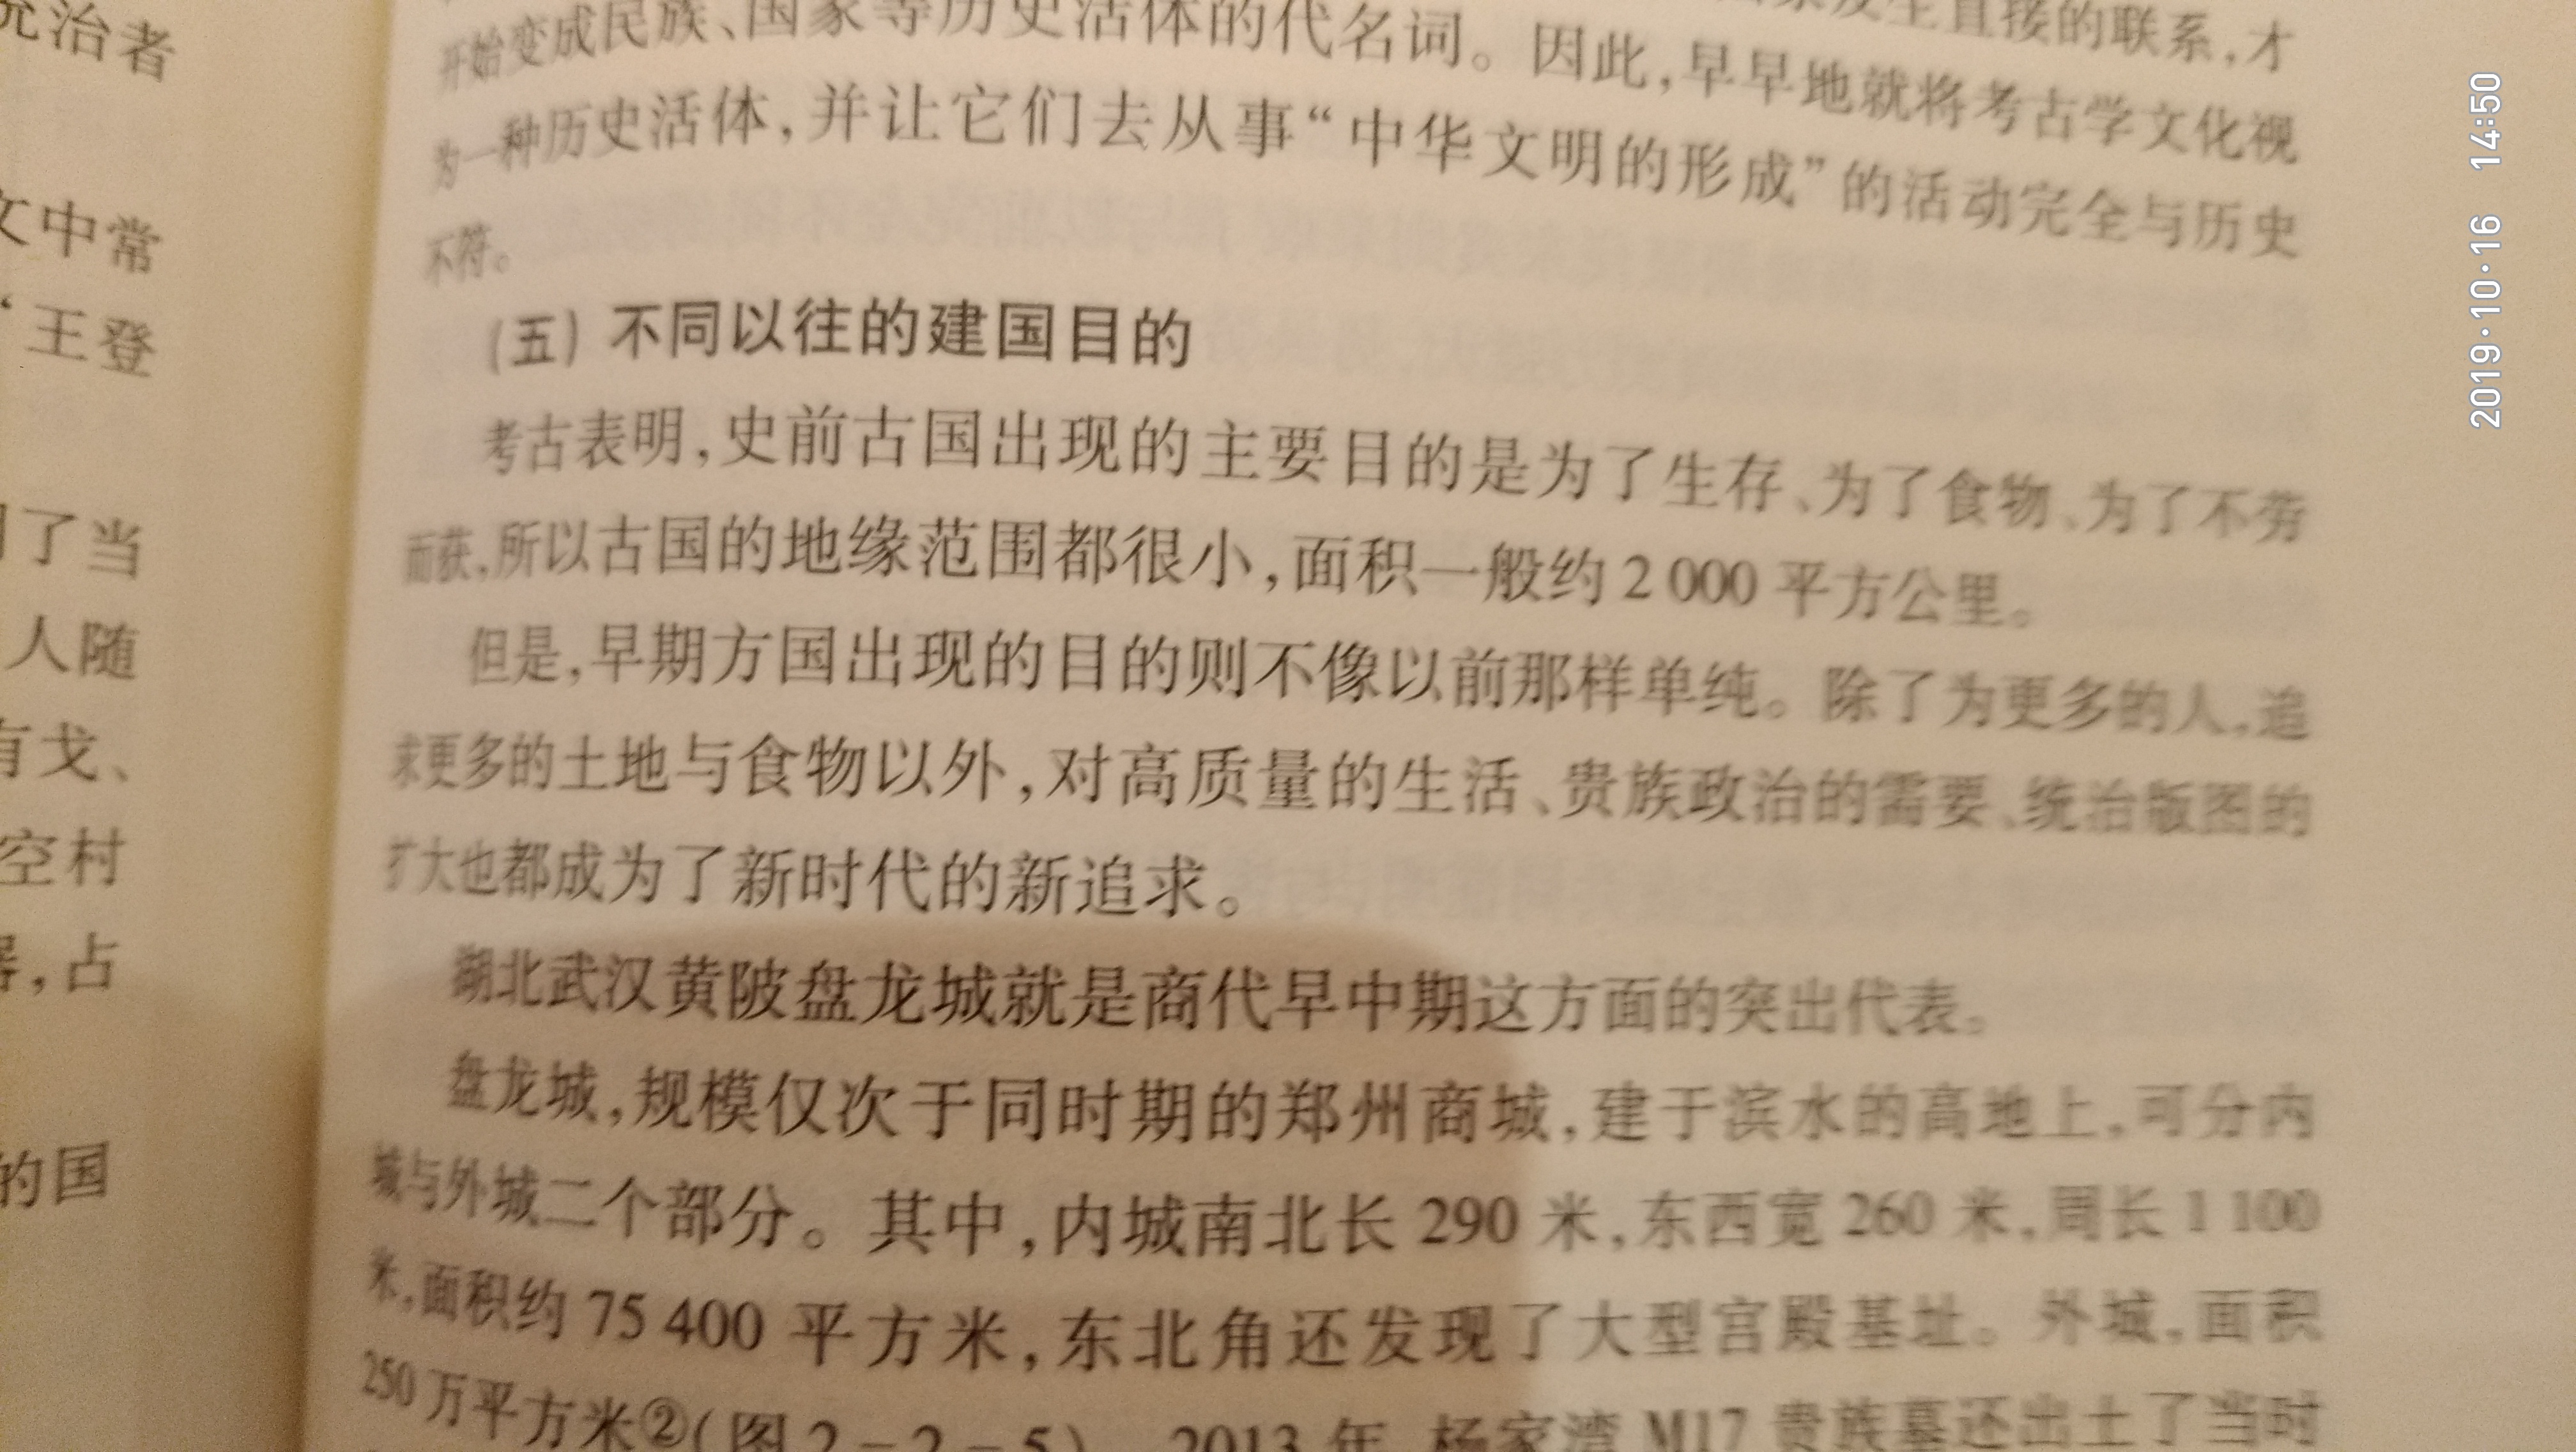 统治者
文中常
“王登
了当
人随
有戈、
空村
器,占
的国
发生直接的联系,才
开始变成民族、国家等历史活体的代名词。因此,早早地就将考古学文化视
为一种历史活体,并让它们去从事“中华文明的形成”的活动完全与历史
不符。
(五) 不同以往的建国目的
考古表明,史前古国出现的主要目的是为了生存、为了食物、为了不劳
而获,所以古国的地缘范围都很小,面积一般约 2 000 平方公里。
但是,早期方国出现的目的则不像以前那样单纯。除了为更多的人,追
求更多的土地与食物以外,对高质量的生活、贵族政治的需要、统治版图的
扩大也都成为了新时代的新追求。
湖北武汉黄陂盘龙城就是商代早中期这方面的突出代表。
盘龙城,规模仅次于同时期的郑州商城,建于滨水的高地上,可分内
城与外城二个部分。其中,内城南北长 290 米,东西宽 260 米,周长 1 100
米,面积约 75 400 平方米,东北角还发现了大型宫殿基址。外城,面积
250 万平方米②(图 2-2-5)。2013 年,杨家湾 M17 贵族墓还出土了当时
2019·10·16 14:50